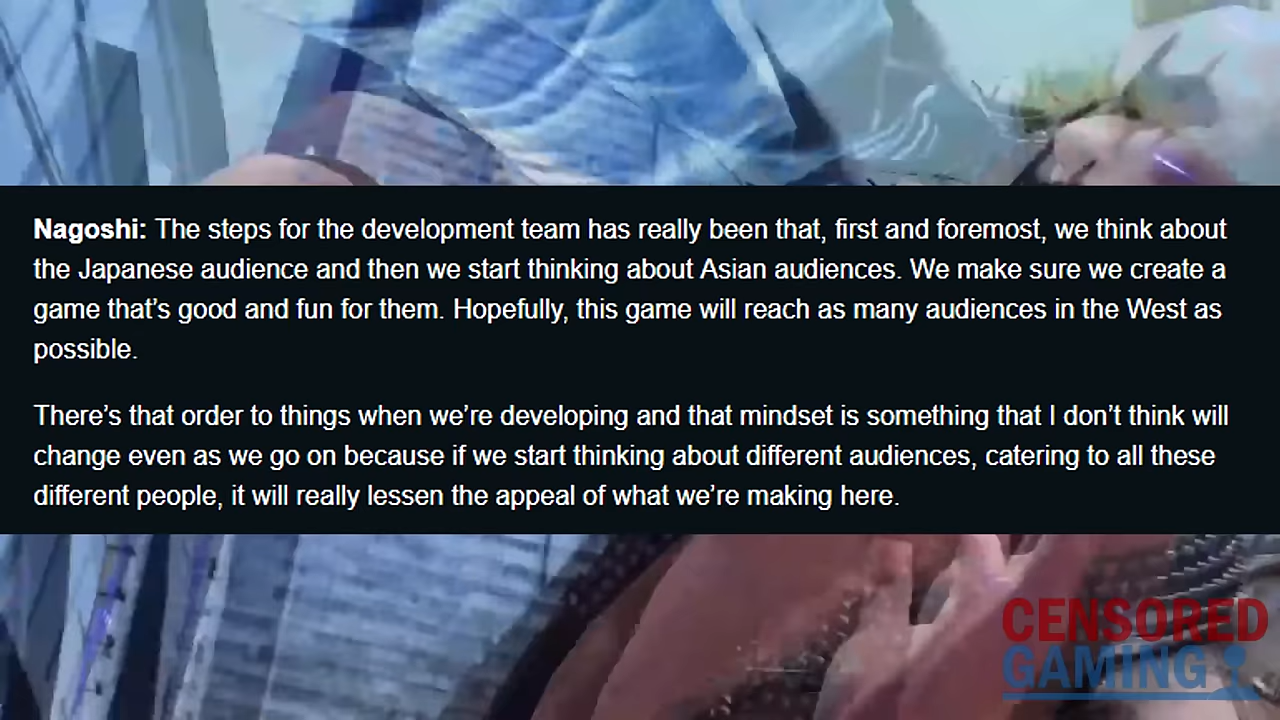 Nagoshi: The steps for the development team has really been that, first and foremost, we think about
the Japanese audience and then we start thinking about Asian audiences. We make sure we create a
game that’s good and fun for them. Hopefully, this game will reach as many audiences in the West as
possible.
There’s that order to things when we’re developing and that mindset is something that I don’t think will
change even as we go on because if we start thinking about different audiences, catering to all these
different people, it will really lessen the appeal of what we’re making here.
CENSORED
GAMING